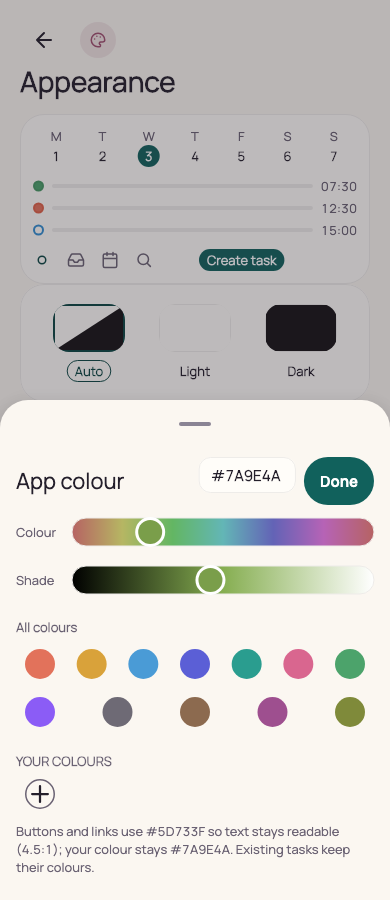 Appearance
M T W T F S S
1 2 3 4 5 6 7
07:30
12:30
15:00
Create task
Auto Light Dark
App colour #7A9E4A Done
Colour
Shade
All colours
YOUR COLOURS
Buttons and links use #5D733F so text stays readable
(4.5:1); your colour stays #7A9E4A. Existing tasks keep
their colours.